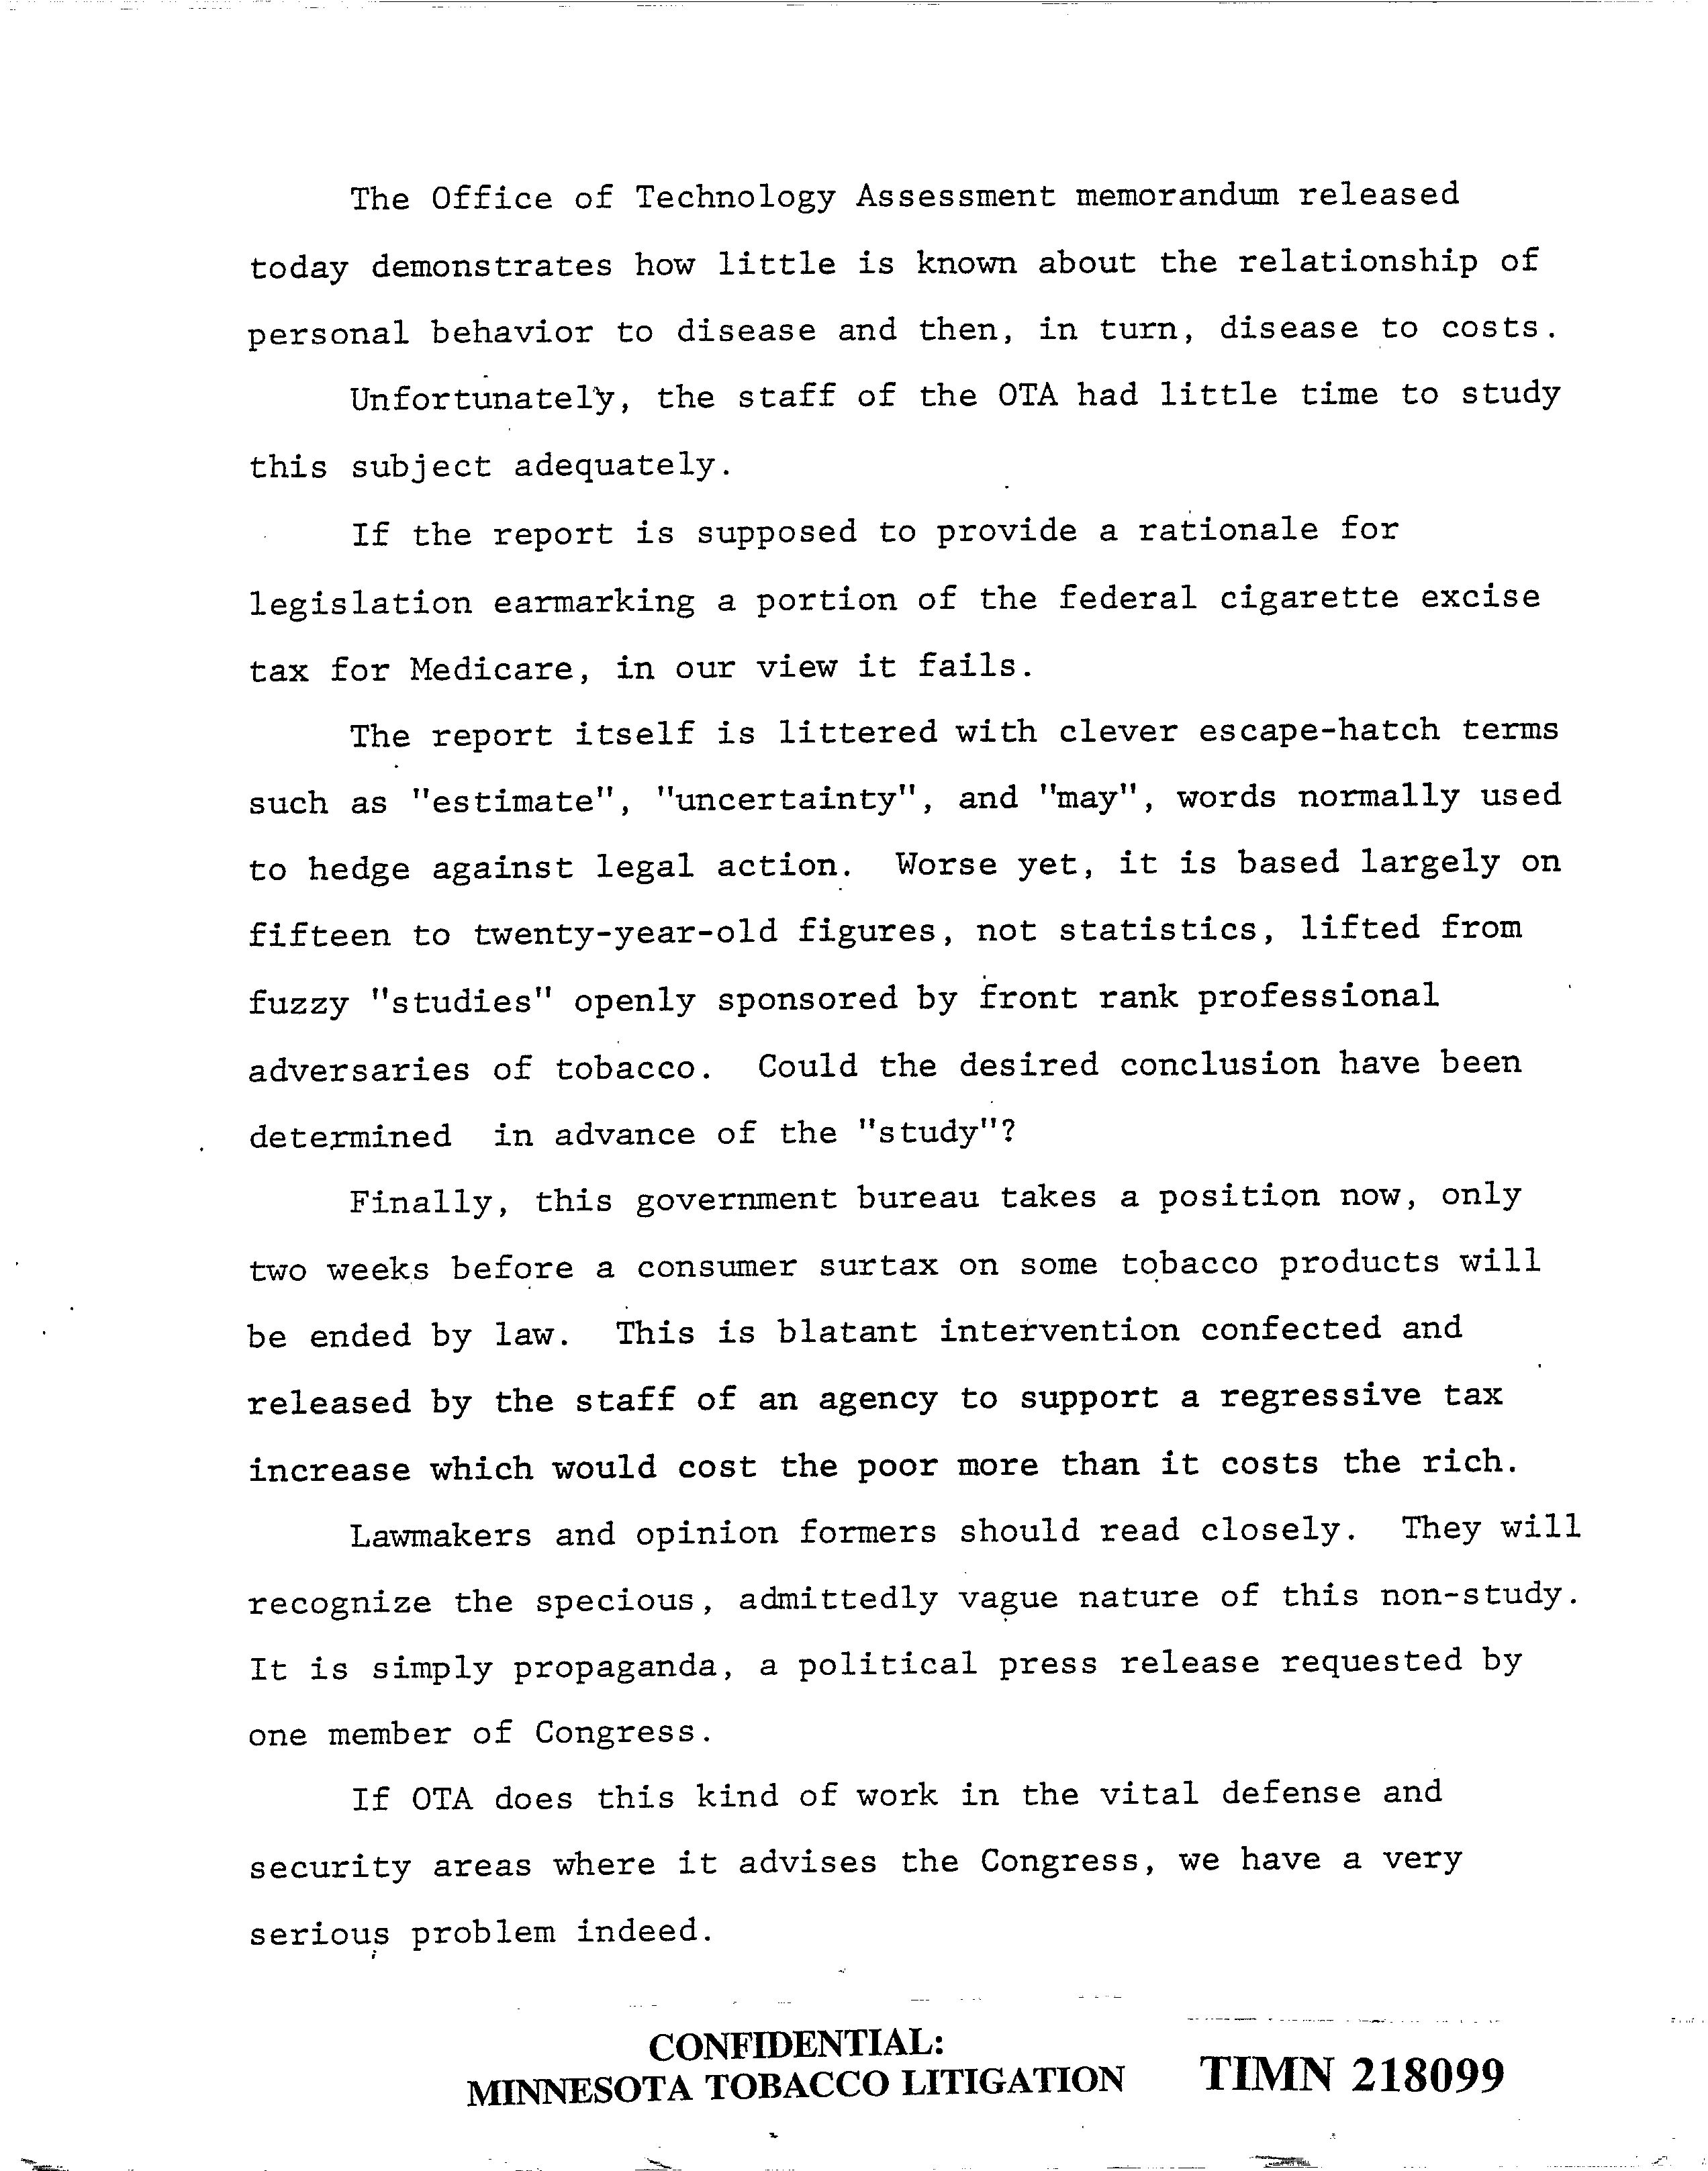 The Office of Technology Assessment memorandum released
today demonstrates how little is known about the relationship of
personal behavior to disease and then, in turn, disease to costs.
Unfortunately, the staff of the OTA had little time to study
this subject adequately.
If the report is supposed to provide a rationale for
legislation earmarking a portion of the federal cigarette excise
tax for Medicare, in our view it fails.
The report itself is littered with clever escape-hatch terms
such as "estimate", "uncertainty", and "may", words normally used
to hedge against legal action. Worse yet, it is based largely on
fifteen to twenty-year-old figures, not statistics, lifted from
fuzzy "studies" openly sponsored by front rank professional
adversaries of tobacco. Could the desired conclusion have been
determined in advance of the "study"?
Finally, this government bureau takes a position now, only
two weeks before a consumer surtax on some tobacco products will
be ended by law. This is blatant intervention confected and
released by the staff of an agency to support a regressive tax
increase which would cost the poor more than it costs the rich.
Lawmakers and opinion formers should read closely. They will
recognize the specious, admittedly vague nature of this non-study.
It is simply propaganda, a political press release requested by
one member of Congress.
If OTA does this kind of work in the vital defense and
security areas where it advises the Congress, we have a very
serious problem indeed.
CONFIDENTIAL:
MINNESOTA TOBACCO LITIGATION
TIMN 218099